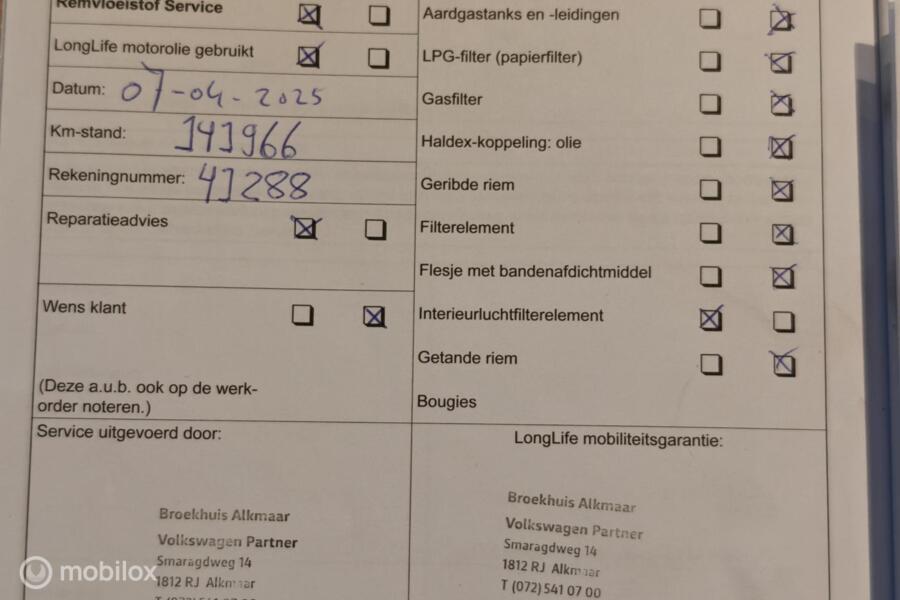 Remvloeistof Service
LongLife motorolie gebruikt
Datum: 07-04-2025
Km-stand: 141966
Rekeningnummer: 41288
Reparatieadvies
Wens klant
(Deze a.u.b. ook op de werk-
order noteren.)
Service uitgevoerd door:
Broekhuis Alkmaar
Volkswagen Partner
Smaragdweg 14
1812 RJ Alkmaar
Aardgastanks en -leidingen
LPG-filter (papierfilter)
Gasfilter
Haldex-koppeling: olie
Geribde riem
Filterelement
Flesje met bandenafdichtmiddel
Interieurluchtfilterelement
Getande riem
Bougies
LongLife mobiliteitsgarantie:
Broekhuis Alkmaar
Volkswagen Partner
Smaragdweg 14
1812 RJ Alkmaar
T (072) 541 07 00
mobilox